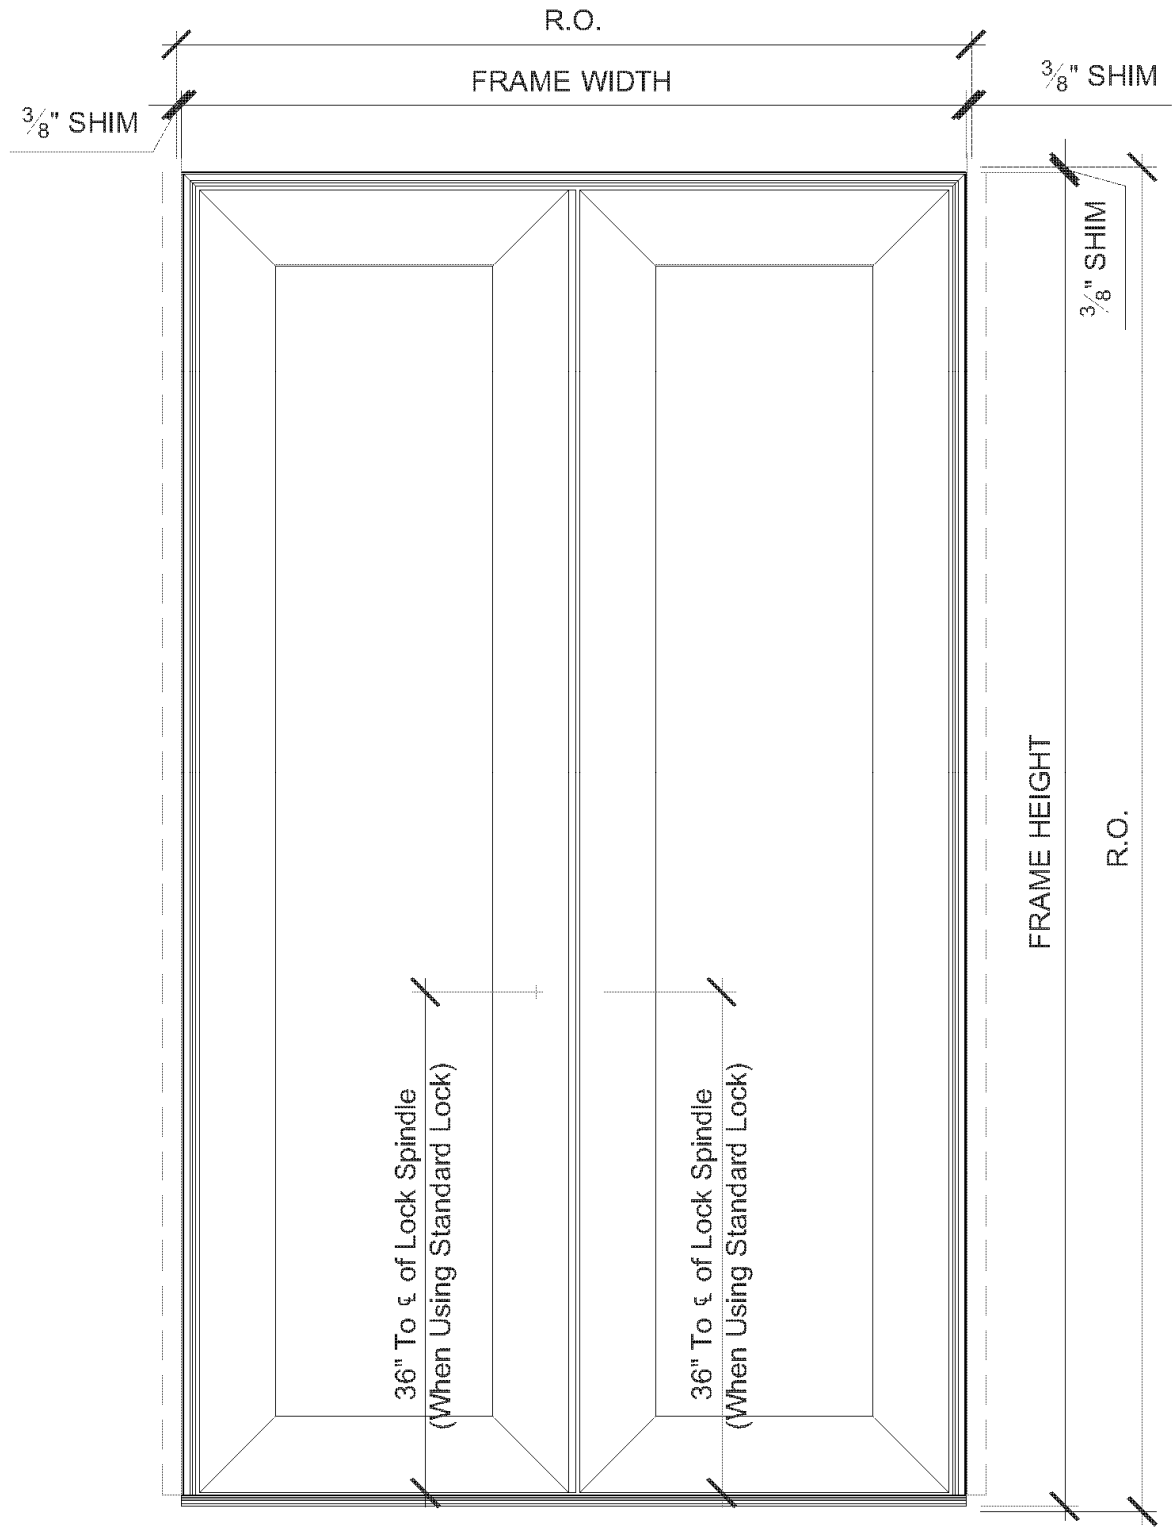 R.O.
FRAME WIDTH
3/8" SHIM
3/8" SHIM
3/8" SHIM
FRAME HEIGHT
R.O.
36" To ℄ of Lock Spindle
(When Using Standard Lock)
36" To ℄ of Lock Spindle
(When Using Standard Lock)